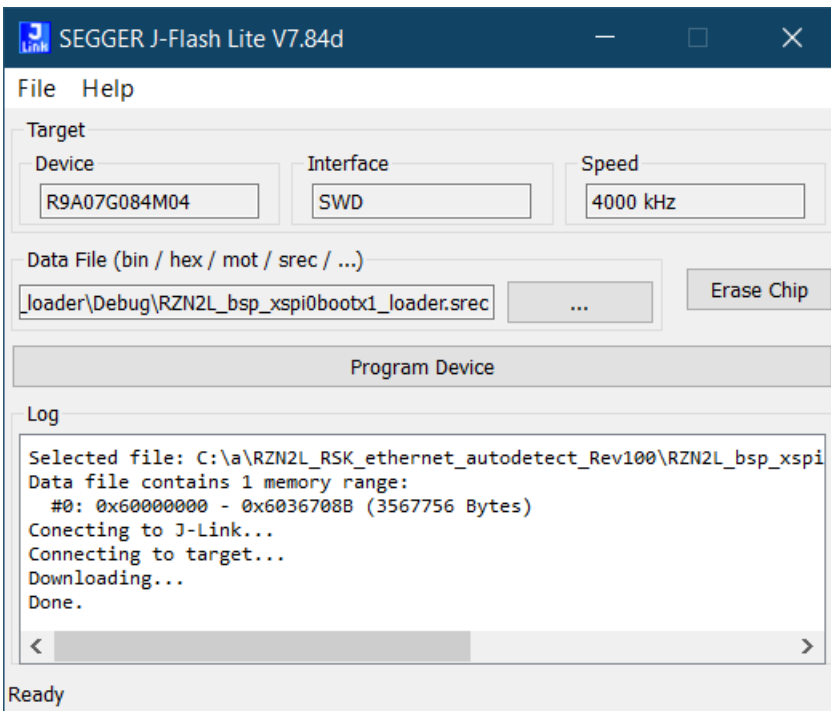 J Link SEGGER J-Flash Lite V7.84d
File Help
Target
Device Interface Speed
R9A07G084M04 SWD 4000 kHz
Data File (bin / hex / mot / srec / ...)
_loader\Debug\RZN2L_bsp_xspi0bootx1_loader.srec ... Erase Chip
Program Device
Log
Selected file: C:\a\RZN2L_RSK_ethernet_autodetect_Rev100\RZN2L_bsp_xspi
Data file contains 1 memory range:
#0: 0x60000000 - 0x6036708B (3567756 Bytes)
Conecting to J-Link...
Connecting to target...
Downloading...
Done.
Ready